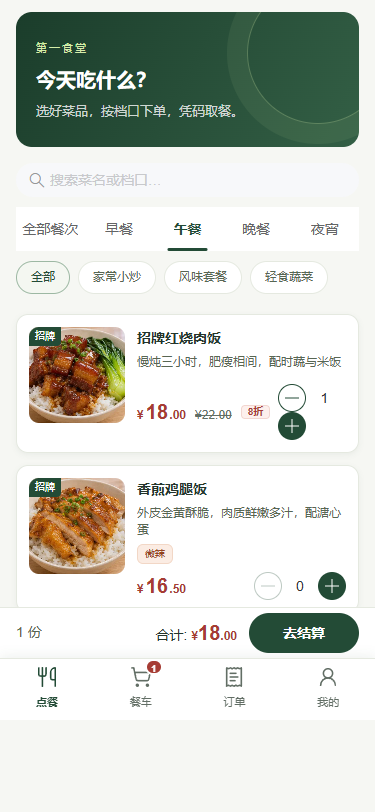 第一食堂
今天吃什么?
选好菜品，按档口下单，凭码取餐。
搜索菜名或档口...
全部餐次 早餐 午餐 晚餐 夜宵
全部 家常小炒 风味套餐 轻食蔬菜
招牌
招牌红烧肉饭
慢炖三小时，肥瘦相间，配时蔬与米饭
¥18.00 ¥22.00 8折 1
招牌
香煎鸡腿饭
外皮金黄酥脆，肉质鲜嫩多汁，配溏心
蛋
微辣
¥16.50 0
1 份 合计: ¥18.00 去结算
1
点餐 餐车 订单 我的